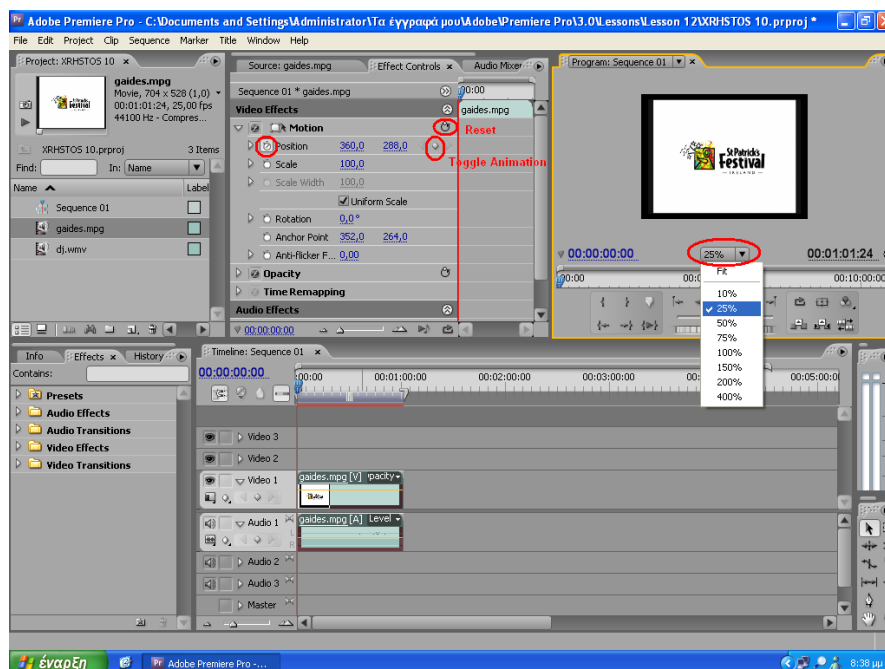 Adobe Premiere Pro - C:\Documents and Settings\Administrator\Τα έγγραφά μου\Adobe\Premiere Pro\3.0\Lessons\Lesson 12\XRHSTOS 10.prproj *
File Edit Project Clip Sequence Marker Title Window Help
Project: XRHSTOS 10
gaides.mpg
Movie, 704 x 528 (1,0)
00:01:01:24, 25,00 fps
44100 Hz - Compres...
XRHSTOS 10.prproj 3 Items
Find: In: Name
Name Label
Sequence 01
gaides.mpg
dj.wmv
Source: gaides.mpg Effect Controls Audio Mixer
Sequence 01 * gaides.mpg 00:00
Video Effects gaides.mpg
Motion Reset
Position 360,0 288,0
Toggle Animation
Scale 100,0
Scale Width 100,0
Uniform Scale
Rotation 0,0°
Anchor Point 352,0 264,0
Anti-flicker F... 0,00
Opacity
Time Remapping
Audio Effects
00:00:00:00
Program: Sequence 01
St Patrick's
Festival
IRELAND
00:00:00:00 25% 00:01:01:24
00:00 00:10:00:00
Fit
10%
25%
50%
75%
100%
150%
200%
400%
Info Effects History
Contains:
Presets
Audio Effects
Audio Transitions
Video Effects
Video Transitions
Timeline: Sequence 01
00:00:00:00
00:00 00:01:00:00 00:02:00:00 00:03:00:00 00:05:00:0
Video 3
Video 2
Video 1 gaides.mpg [V] pacity
Audio 1 gaides.mpg [A] Level
L
R
Audio 2
Audio 3
Master
έναρξη Adobe Premiere Pro -... 8:38 μμ